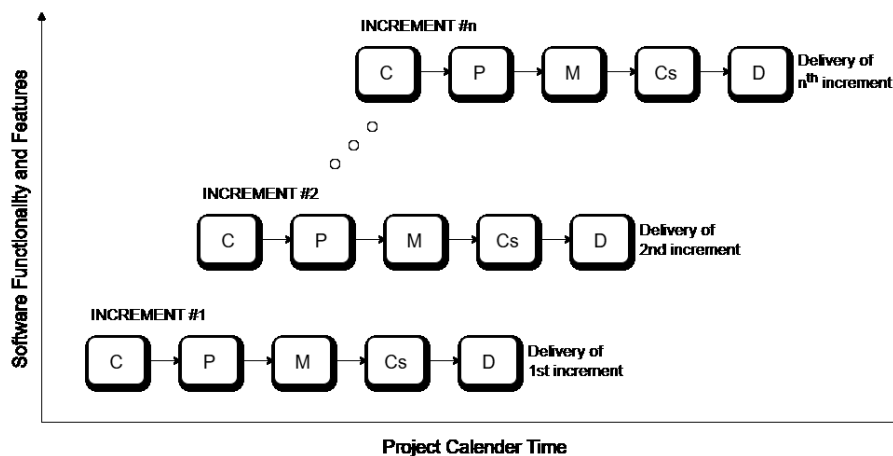 INCREMENT #n
C P M Cs D
Delivery of
nth increment
INCREMENT #2
C P M Cs D
Delivery of
2nd increment
INCREMENT #1
C P M Cs D
Delivery of
1st increment
Software Functionality and Features
Project Calender Time